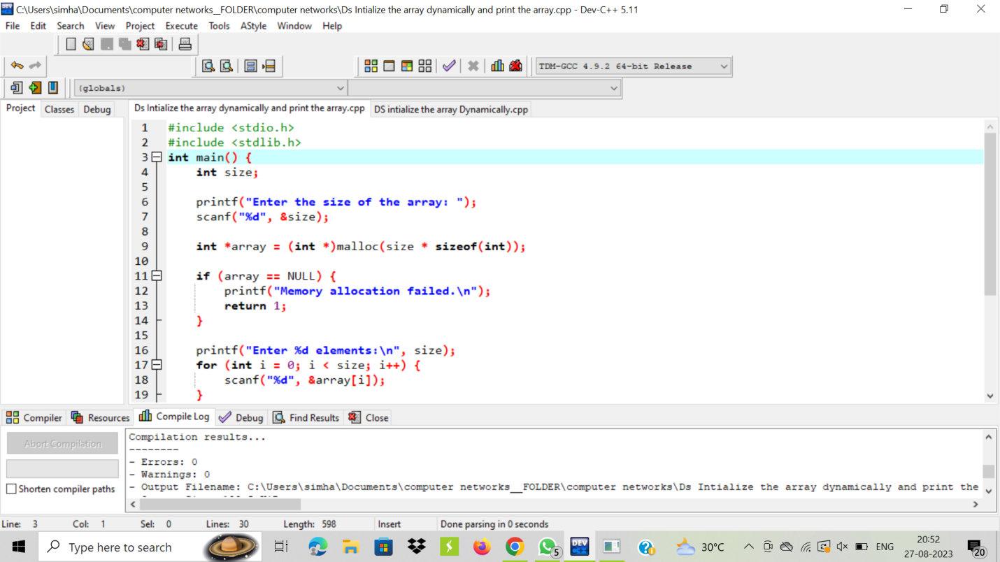 C:\Users\simha\Documents\computer networks__FOLDER\computer networks\Ds Intialize the array dynamically and print the array.cpp - Dev-C++ 5.11
File Edit Search View Project Execute Tools AStyle Window Help
TDM-GCC 4.9.2 64-bit Release
(globals)
Project Classes Debug
Ds Intialize the array dynamically and print the array.cpp DS intialize the array Dynamically.cpp
1 #include <stdio.h>
2 #include <stdlib.h>
3 int main() {
4 int size;
5
6 printf("Enter the size of the array: ");
7 scanf("%d", &size);
8
9 int *array = (int *)malloc(size * sizeof(int));
10
11 if (array == NULL) {
12 printf("Memory allocation failed.\n");
13 return 1;
14 }
15
16 printf("Enter %d elements:\n", size);
17 for (int i = 0; i < size; i++) {
18 scanf("%d", &array[i]);
19 }
Compiler Resources Compile Log Debug Find Results Close
Abort Compilation
Shorten compiler paths
Compilation results...
--------
- Errors: 0
- Warnings: 0
- Output Filename: C:\Users\simha\Documents\computer networks__FOLDER\computer networks\Ds Intialize the array dynamically and print the
Line: 3 Col: 1 Sel: 0 Lines: 30 Length: 598 Insert Done parsing in 0 seconds
Type here to search
5
DEV
C++
30°C
ENG
20:52
27-08-2023
20